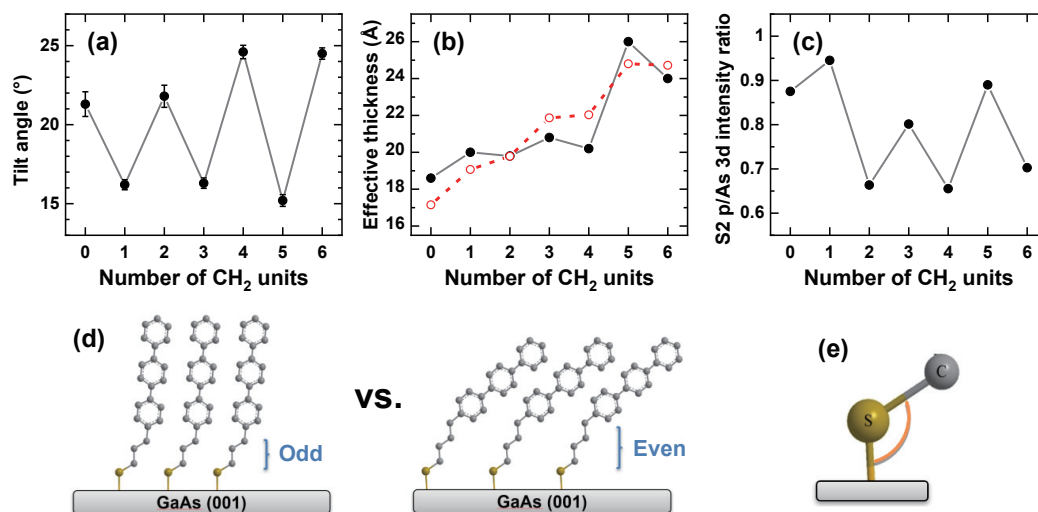 (a)
Tilt angle (°)
25
20
15
0 1 2 3 4 5 6
Number of CH2 units
(b)
Effective thickness (Å)
26
24
22
20
18
16
0 1 2 3 4 5 6
Number of CH2 units
(c)
S2 p/As 3d intensity ratio
1
0.9
0.8
0.7
0.6
0 1 2 3 4 5 6
Number of CH2 units
(d)
Odd
GaAs (001)
vs.
Even
GaAs (001)
(e)
C
S